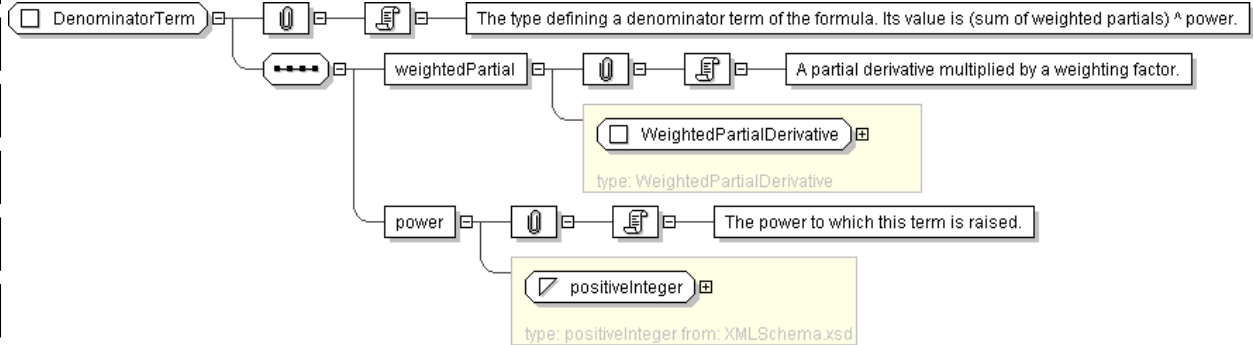 DenominatorTerm
The type defining a denominator term of the formula. Its value is (sum of weighted partials) ^ power.
weightedPartial
A partial derivative multiplied by a weighting factor.
WeightedPartialDerivative
type: WeightedPartialDerivative
power
The power to which this term is raised.
positiveInteger
type: positiveInteger from: XMLSchema.xsd